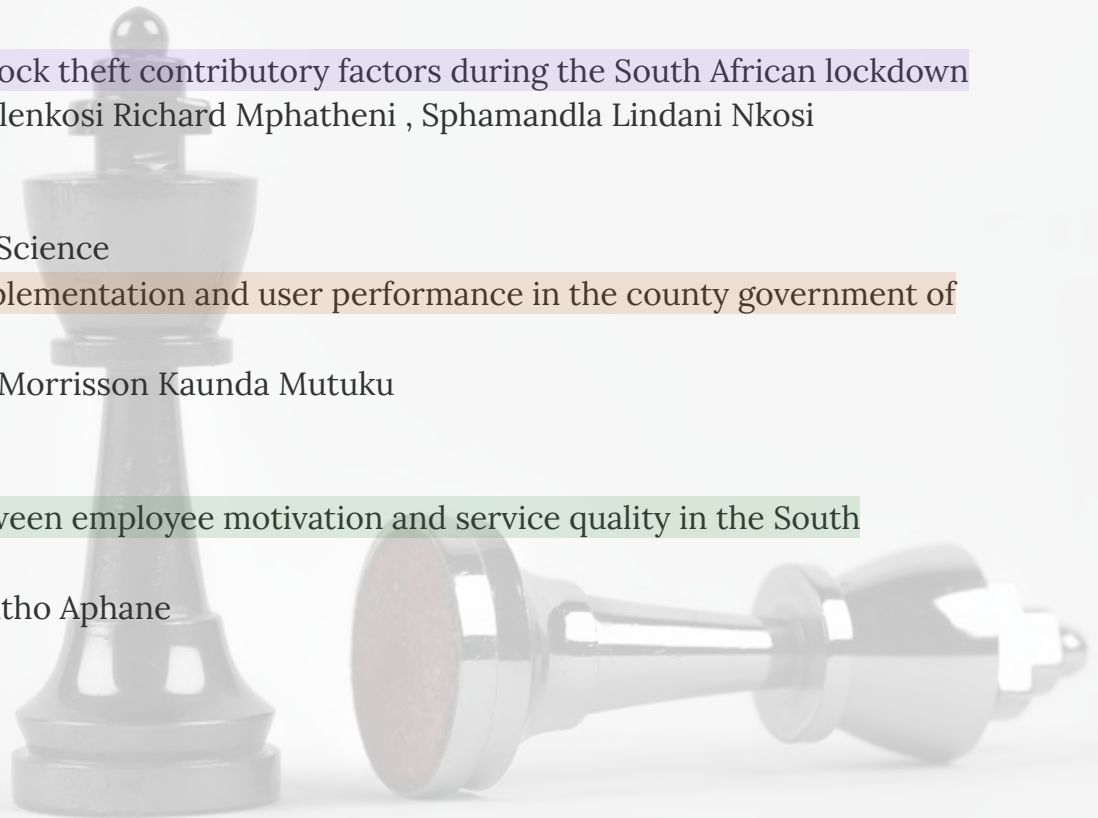 ock theft contributory factors during the South African lockdown
lenkosi Richard Mphatheni , Sphamandla Lindani Nkosi
Science
plementation and user performance in the county government of
Morrisson Kaunda Mutuku
ween employee motivation and service quality in the South
tho Aphane